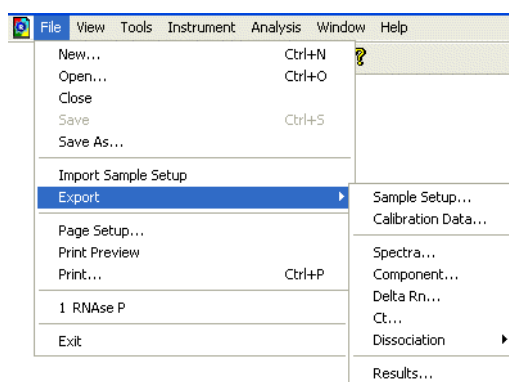 File View Tools Instrument Analysis Window Help
New... Ctrl+N
Open... Ctrl+O
Close
Save Ctrl+S
Save As...
Import Sample Setup
Export
Page Setup...
Print Preview
Print... Ctrl+P
1 RNAse P
Exit
Sample Setup...
Calibration Data...
Spectra...
Component...
Delta Rn...
Ct...
Dissociation
Results...